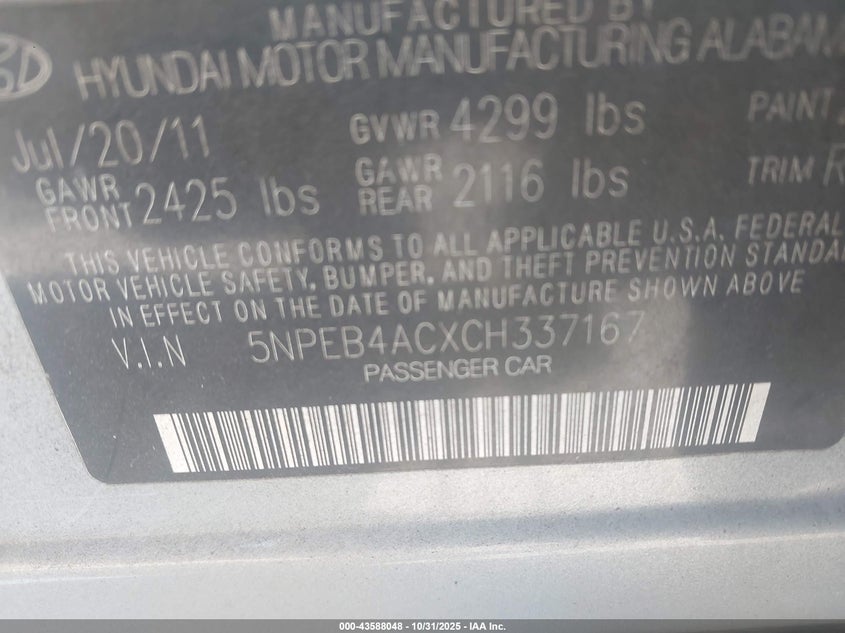 MANUFACTURED BY
HYUNDAI MOTOR MANUFACTURING ALABAMA
Jul/20/11 GVWR 4299 lbs PAINT
GAWR FRONT 2425 lbs GAWR REAR 2116 lbs TRIM
THIS VEHICLE CONFORMS TO ALL APPLICABLE U.S.A. FEDERAL
MOTOR VEHICLE SAFETY, BUMPER, AND THEFT PREVENTION STANDA
IN EFFECT ON THE DATE OF MANUFACTURE SHOWN ABOVE
V.I.N 5NPEB4ACXCH337167
PASSENGER CAR
000-43588048 - 10/31/2025 - IAA Inc.